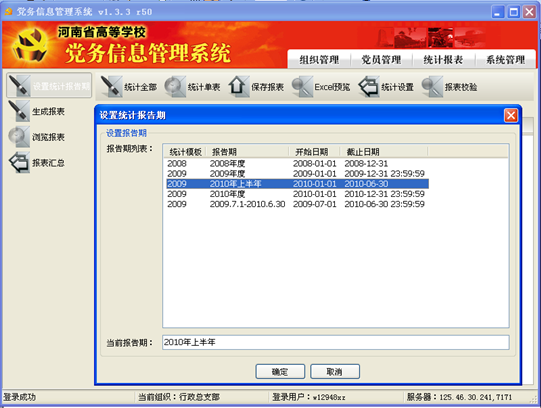 党务信息管理系统 v1.3.3 r50
河南省高等学校
党务信息管理系统
组织管理 党员管理 统计报表 系统管理
设置统计报告期 统计全部 统计单表 保存报表 Excel预览 统计设置 报表校验
生成报表
浏览报表
报表汇总
设置统计报告期
设置报告期
报告期列表:
统计模板 报告期 开始日期 截止日期
2008 2008年度 2008-01-01 2008-12-31
2009 2009年度 2009-01-01 2009-12-31 23:59:59
2009 2010年上半年 2010-01-01 2010-06-30
2009 2010年度 2010-01-01 2010-12-31 23:59:59
2009 2009.7.1-2010.6.30 2009-07-01 2010-06-30 23:59:59
当前报告期: 2010年上半年
确定 取消
登录成功 当前组织:行政总支部 登录用户:w12948xz 服务器:125.46.30.241,7171